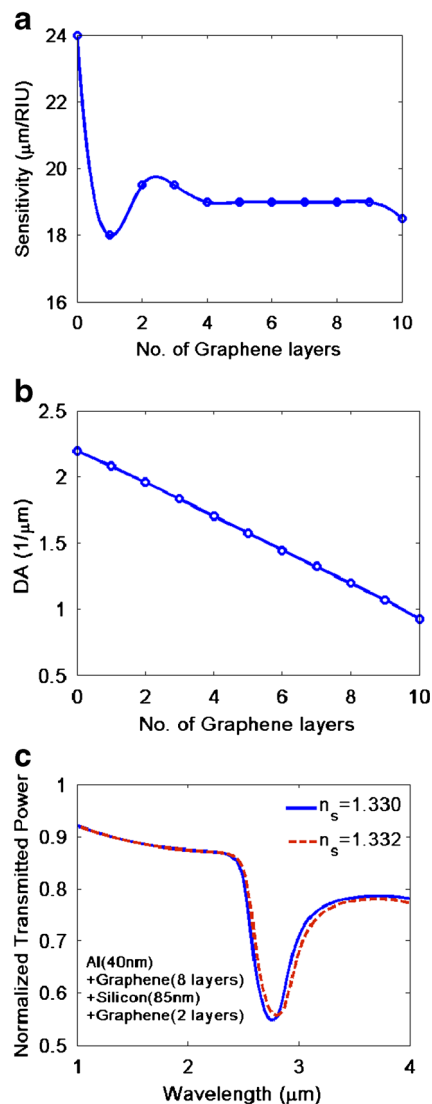 a
24
22
20
18
16
0 2 4 6 8 10
Sensitivity (μm/RIU)
No. of Graphene layers
b
2.5
2
1.5
1
0.5
0 2 4 6 8 10
DA (1/μm)
No. of Graphene layers
c
1
0.9
0.8
0.7
0.6
0.5
1 2 3 4
Normalized Transmitted Power
n_s=1.330
n_s=1.332
Al(40nm)
+Graphene(8 layers)
+Silicon(85nm)
+Graphene(2 layers)
Wavelength (μm)